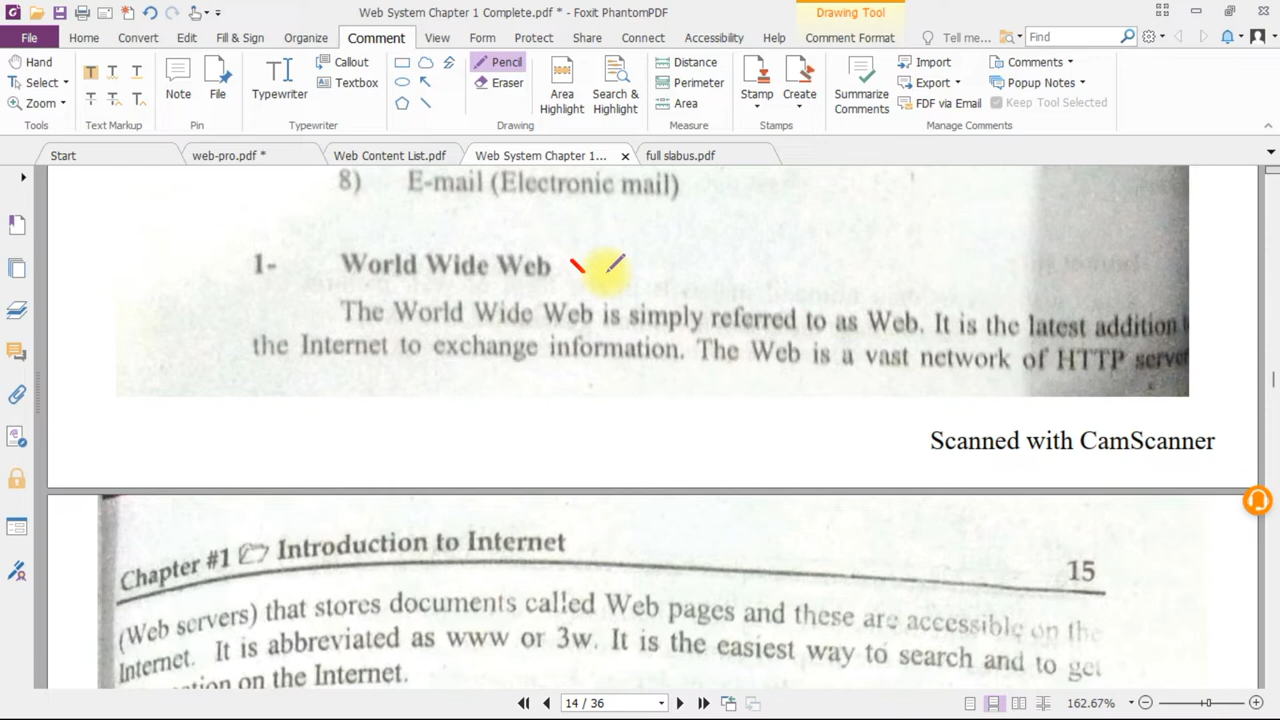 Web System Chapter 1 Complete.pdf * - Foxit PhantomPDF
Drawing Tool
File Home Convert Edit Fill & Sign Organize Comment View Form Protect Share Connect Accessibility Help Comment Format Tell me... Find
Hand
Select
Zoom
Tools
T T T
T T T
Text Markup
Note
File
Pin
Typewriter
Callout
Textbox
Typewriter
Pencil
Eraser
Area Highlight
Search & Highlight
Drawing
Distance
Perimeter
Area
Measure
Stamp
Create
Stamps
Summarize Comments
Import
Export
FDF via Email
Comments
Popup Notes
Keep Tool Selected
Manage Comments
Start web-pro.pdf * Web Content List.pdf Web System Chapter 1... full slabus.pdf
8) E-mail (Electronic mail)
1- World Wide Web
The World Wide Web is simply referred to as Web. It is the latest addition
the Internet to exchange information. The Web is a vast network of HTTP server
Scanned with CamScanner
Chapter #1 Introduction to Internet 15
(Web servers) that stores documents called Web pages and these are accessible on the
Internet. It is abbreviated as www or 3w. It is the easiest way to search and to get
on the Internet.
14 / 36
162.67%